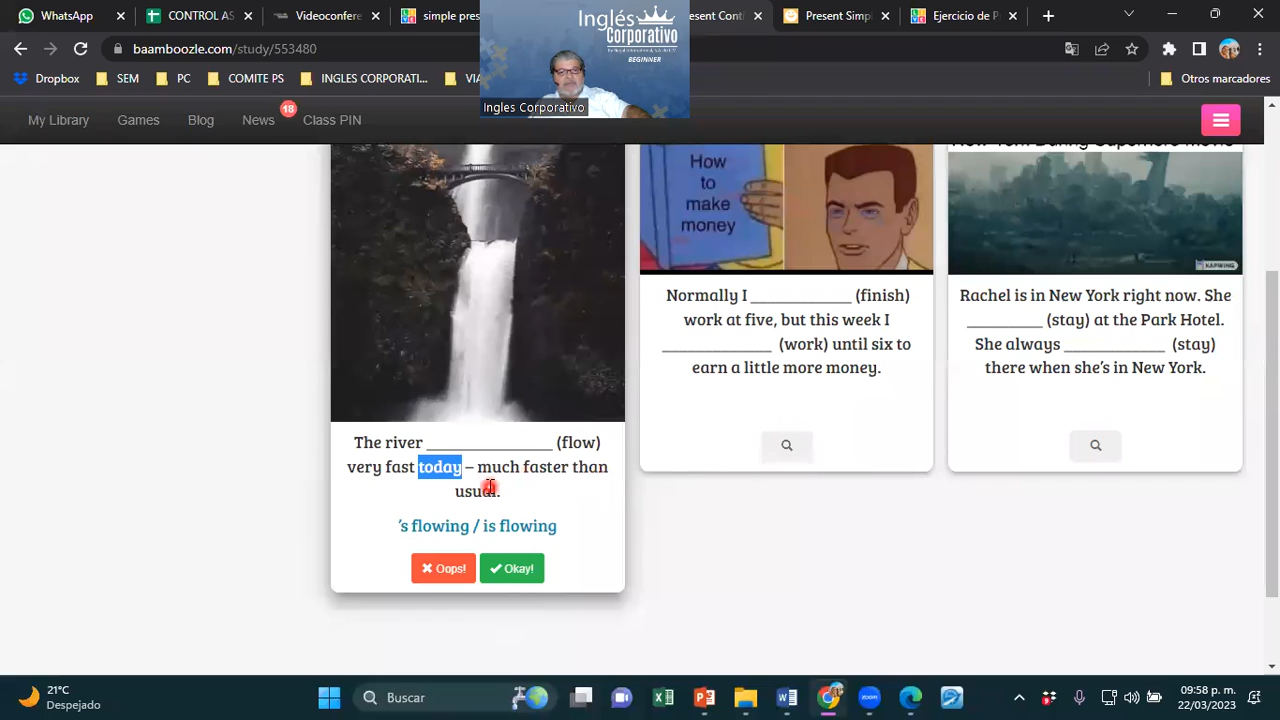 WhatsApp
CONTROL AS
Videoconfere
simple pres
esent Conti
Present Simp
Ejercicio de P
baamboozle.com/study/553480
Dropbox
SEM
PC
COMITE PS
INGLES CORPORATI...
VIA
Otros marcadores
Inglés
Corporativo
BEGINNER
Ingles Corporativo
My Library
Games
Blog
News
18
Class PIN
How
to
make
money
KAPWING
The river ________________ (flow)
very fast today – much faster than
usual.
's flowing / is flowing
Oops!
Okay!
Normally I ____________ (finish)
work at five, but this week I
_____________ (work) until six to
earn a little more money.
Rachel is in New York right now. She
_________ (stay) at the Park Hotel.
She always ____________ (stay)
there when she's in New York.
21°C
Despejado
Buscar
zoom
09:58 p. m.
22/03/2023